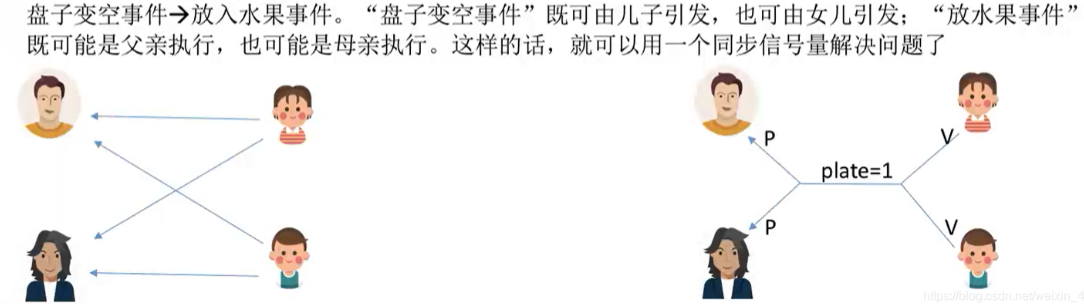 盘子变空事件→放入水果事件。“盘子变空事件”既可由儿子引发，也可由女儿引发；“放水果事件”
既可能是父亲执行，也可能是母亲执行。这样的话，就可以用一个同步信号量解决问题了
P
V
plate=1
P
V
https://blog.csdn.net/weixin_4